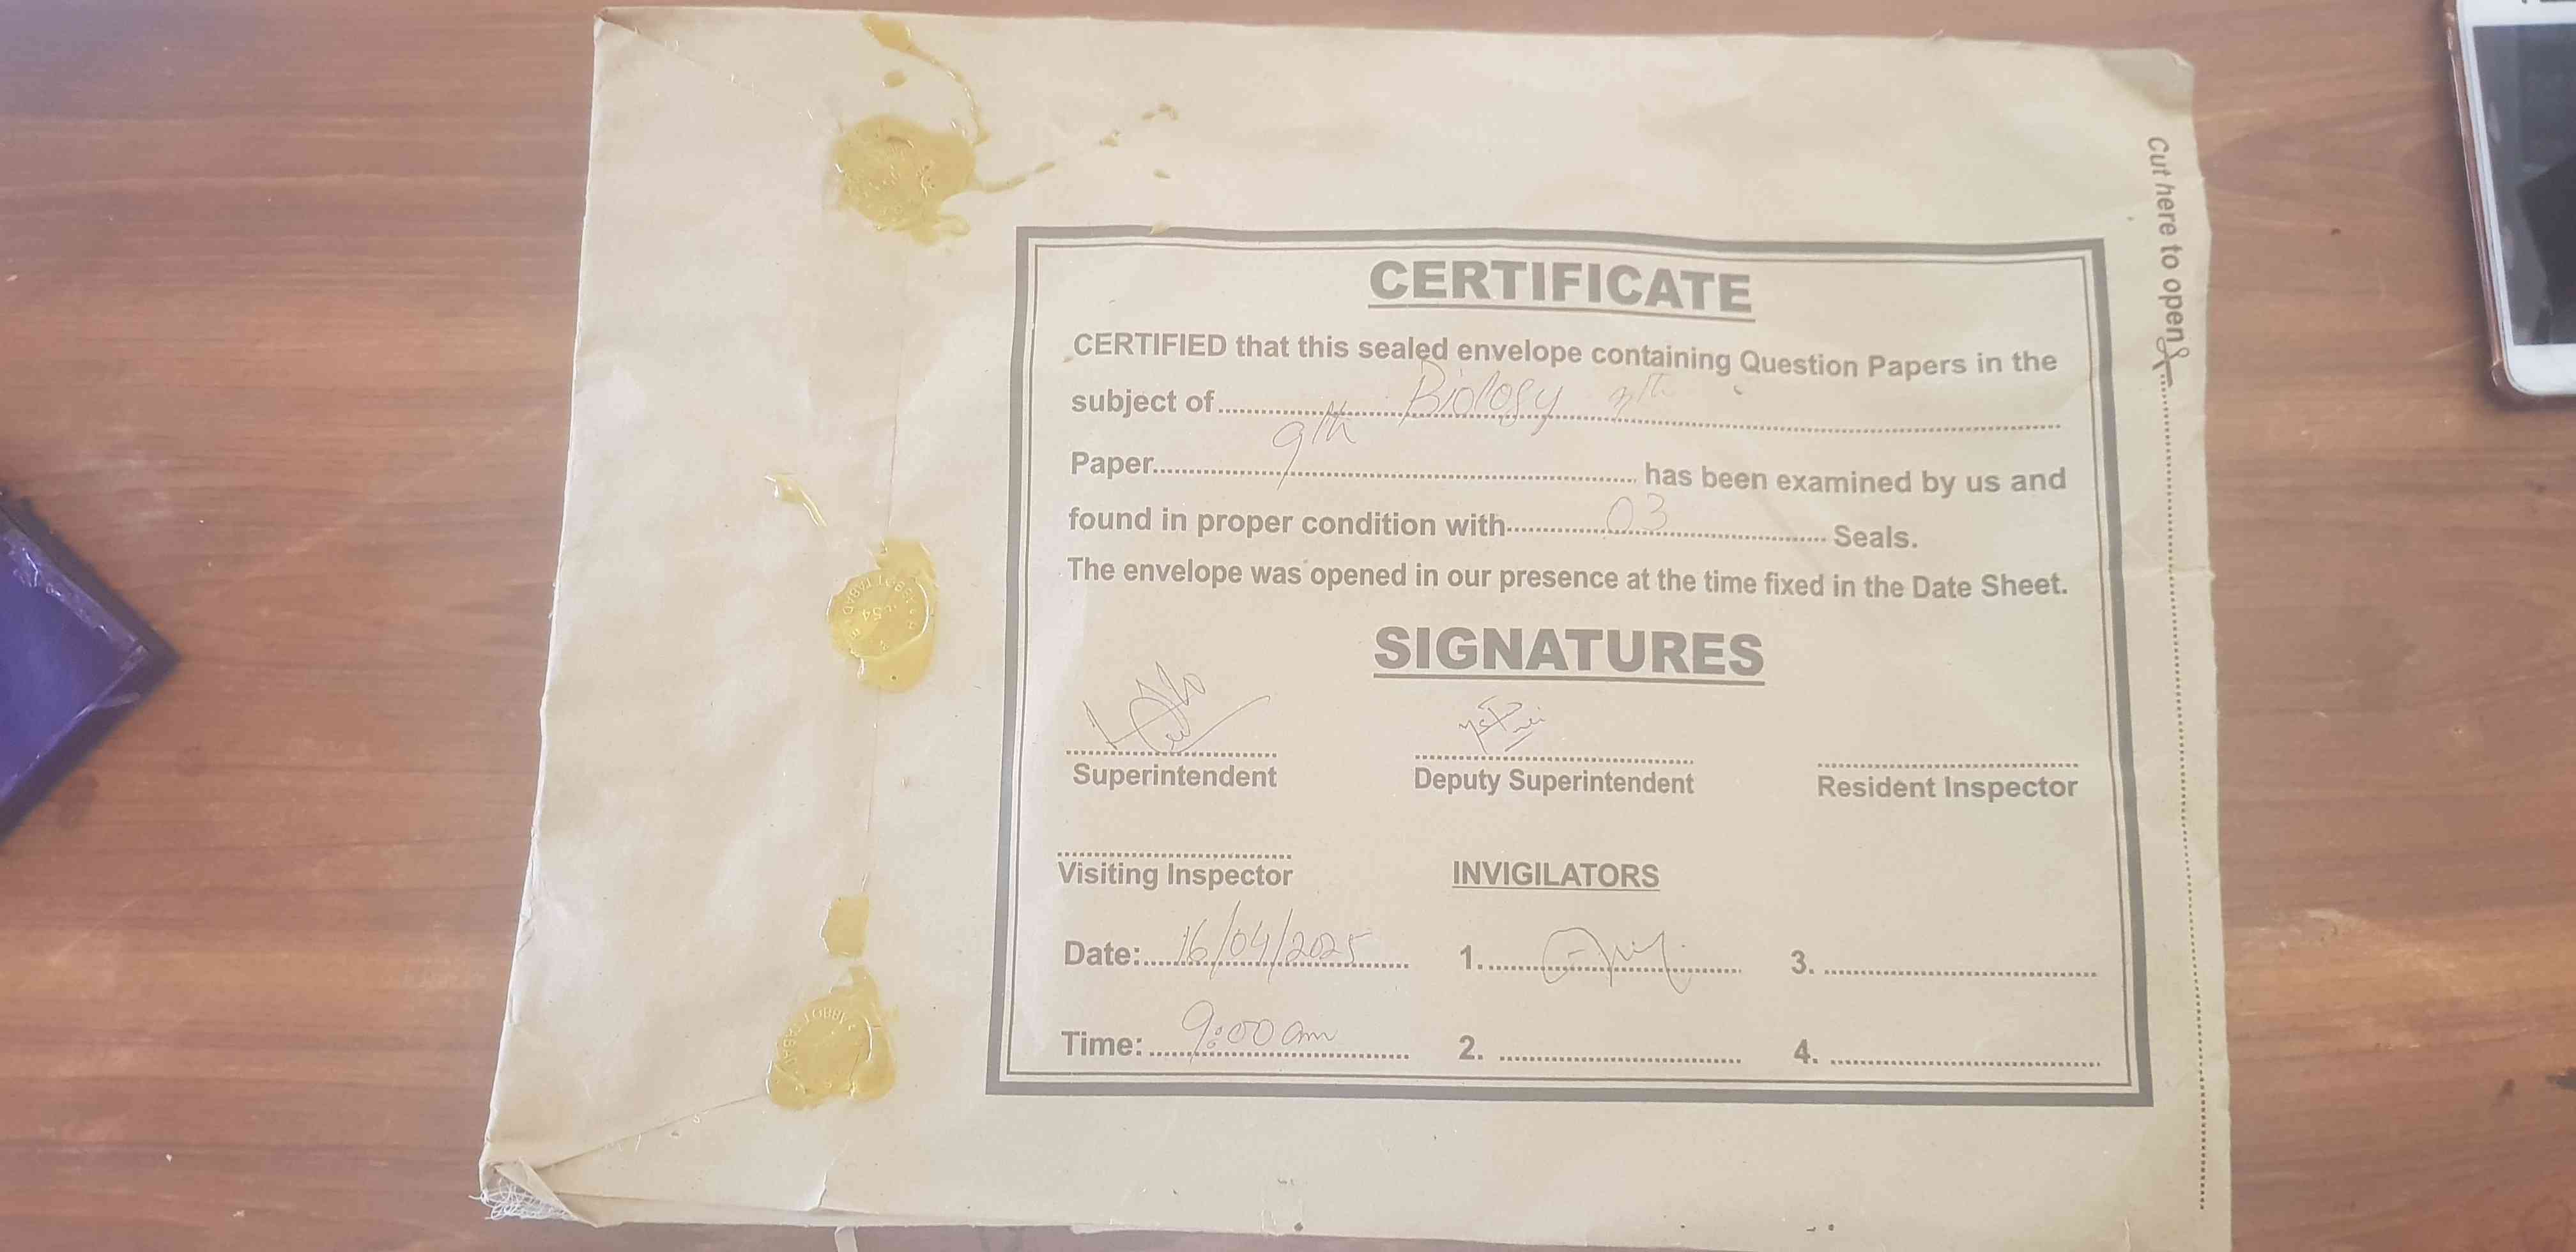 Cut here to open
CERTIFICATE
CERTIFIED that this sealed envelope containing Question Papers in the
subject of Biology
Paper 9th has been examined by us and
found in proper condition with 03 Seals.
The envelope was opened in our presence at the time fixed in the Date Sheet.
SIGNATURES
Superintendent Deputy Superintendent Resident Inspector
Visiting Inspector INVIGILATORS
Date: 16/04/2025 1. 3.
Time: 9:00 am 2. 4.